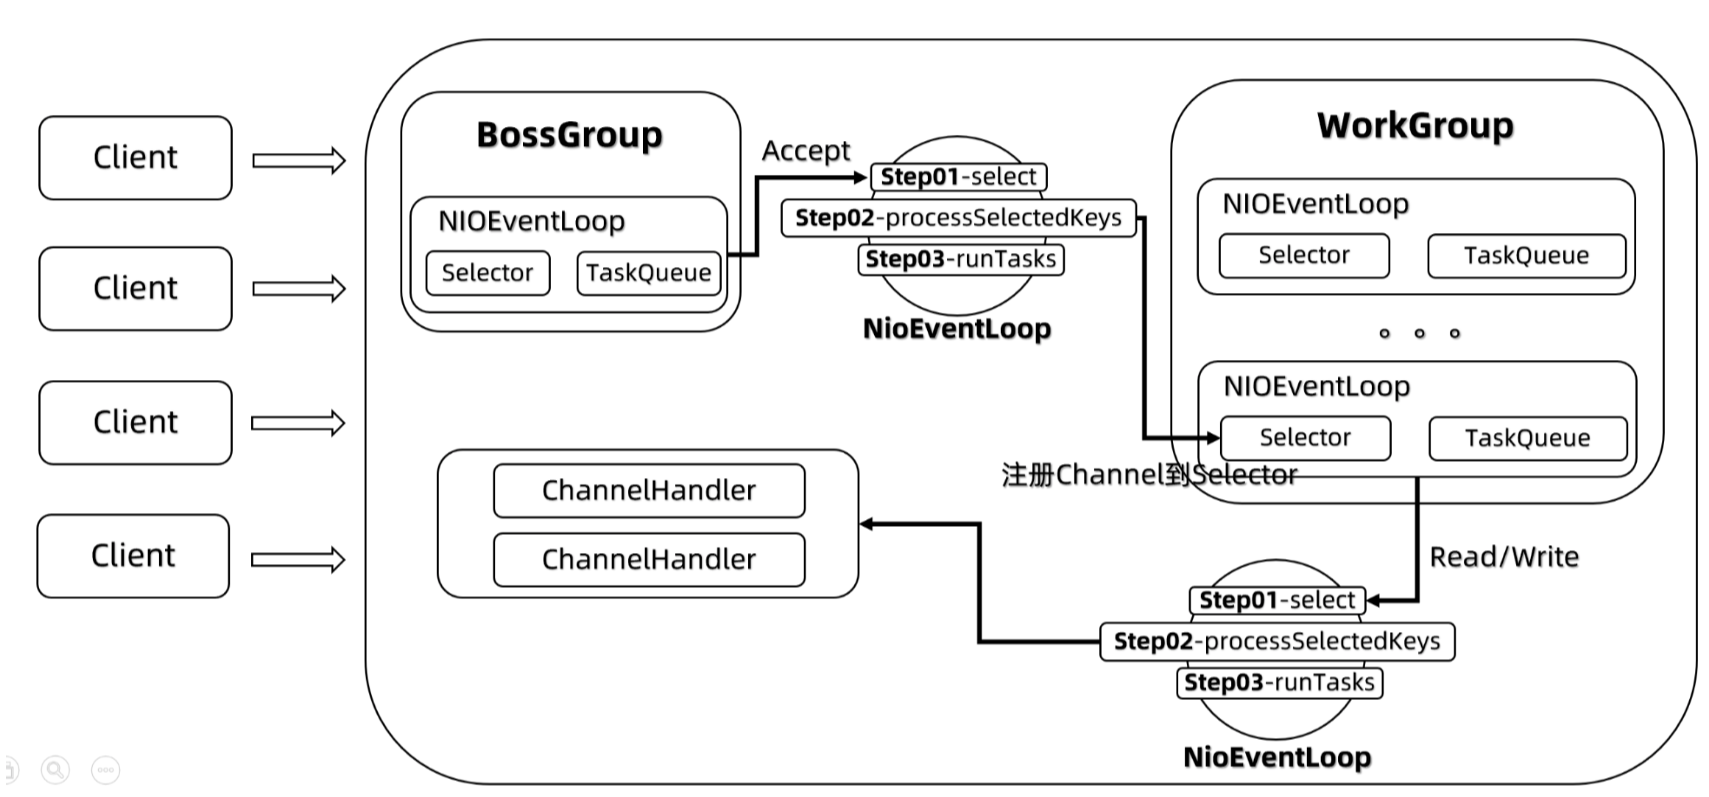 Client
Client
Client
Client
BossGroup
NIOEventLoop
Selector
TaskQueue
Accept
Step01-select
Step02-processSelectedKeys
Step03-runTasks
NioEventLoop
WorkGroup
NIOEventLoop
Selector
TaskQueue
NIOEventLoop
Selector
TaskQueue
注册Channel到Selector
Read/Write
Step01-select
Step02-processSelectedKeys
Step03-runTasks
NioEventLoop
ChannelHandler
ChannelHandler